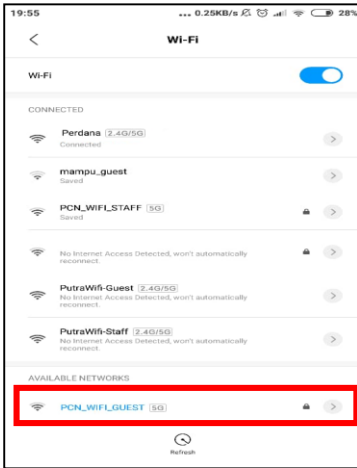 19:55 ... 0.25KB/s 28%
Wi-Fi
Wi-Fi
CONNECTED
Perdana 2.4G/5G
Connected
mampu_guest
Saved
PCN_WIFI_STAFF 5G
Saved
No Internet Access Detected, won't automatically
reconnect.
PutraWifi-Guest 2.4G/5G
No Internet Access Detected, won't automatically
reconnect.
PutraWifi-Staff 2.4G/5G
No Internet Access Detected, won't automatically
reconnect.
AVAILABLE NETWORKS
PCN_WIFI_GUEST 5G
Refresh